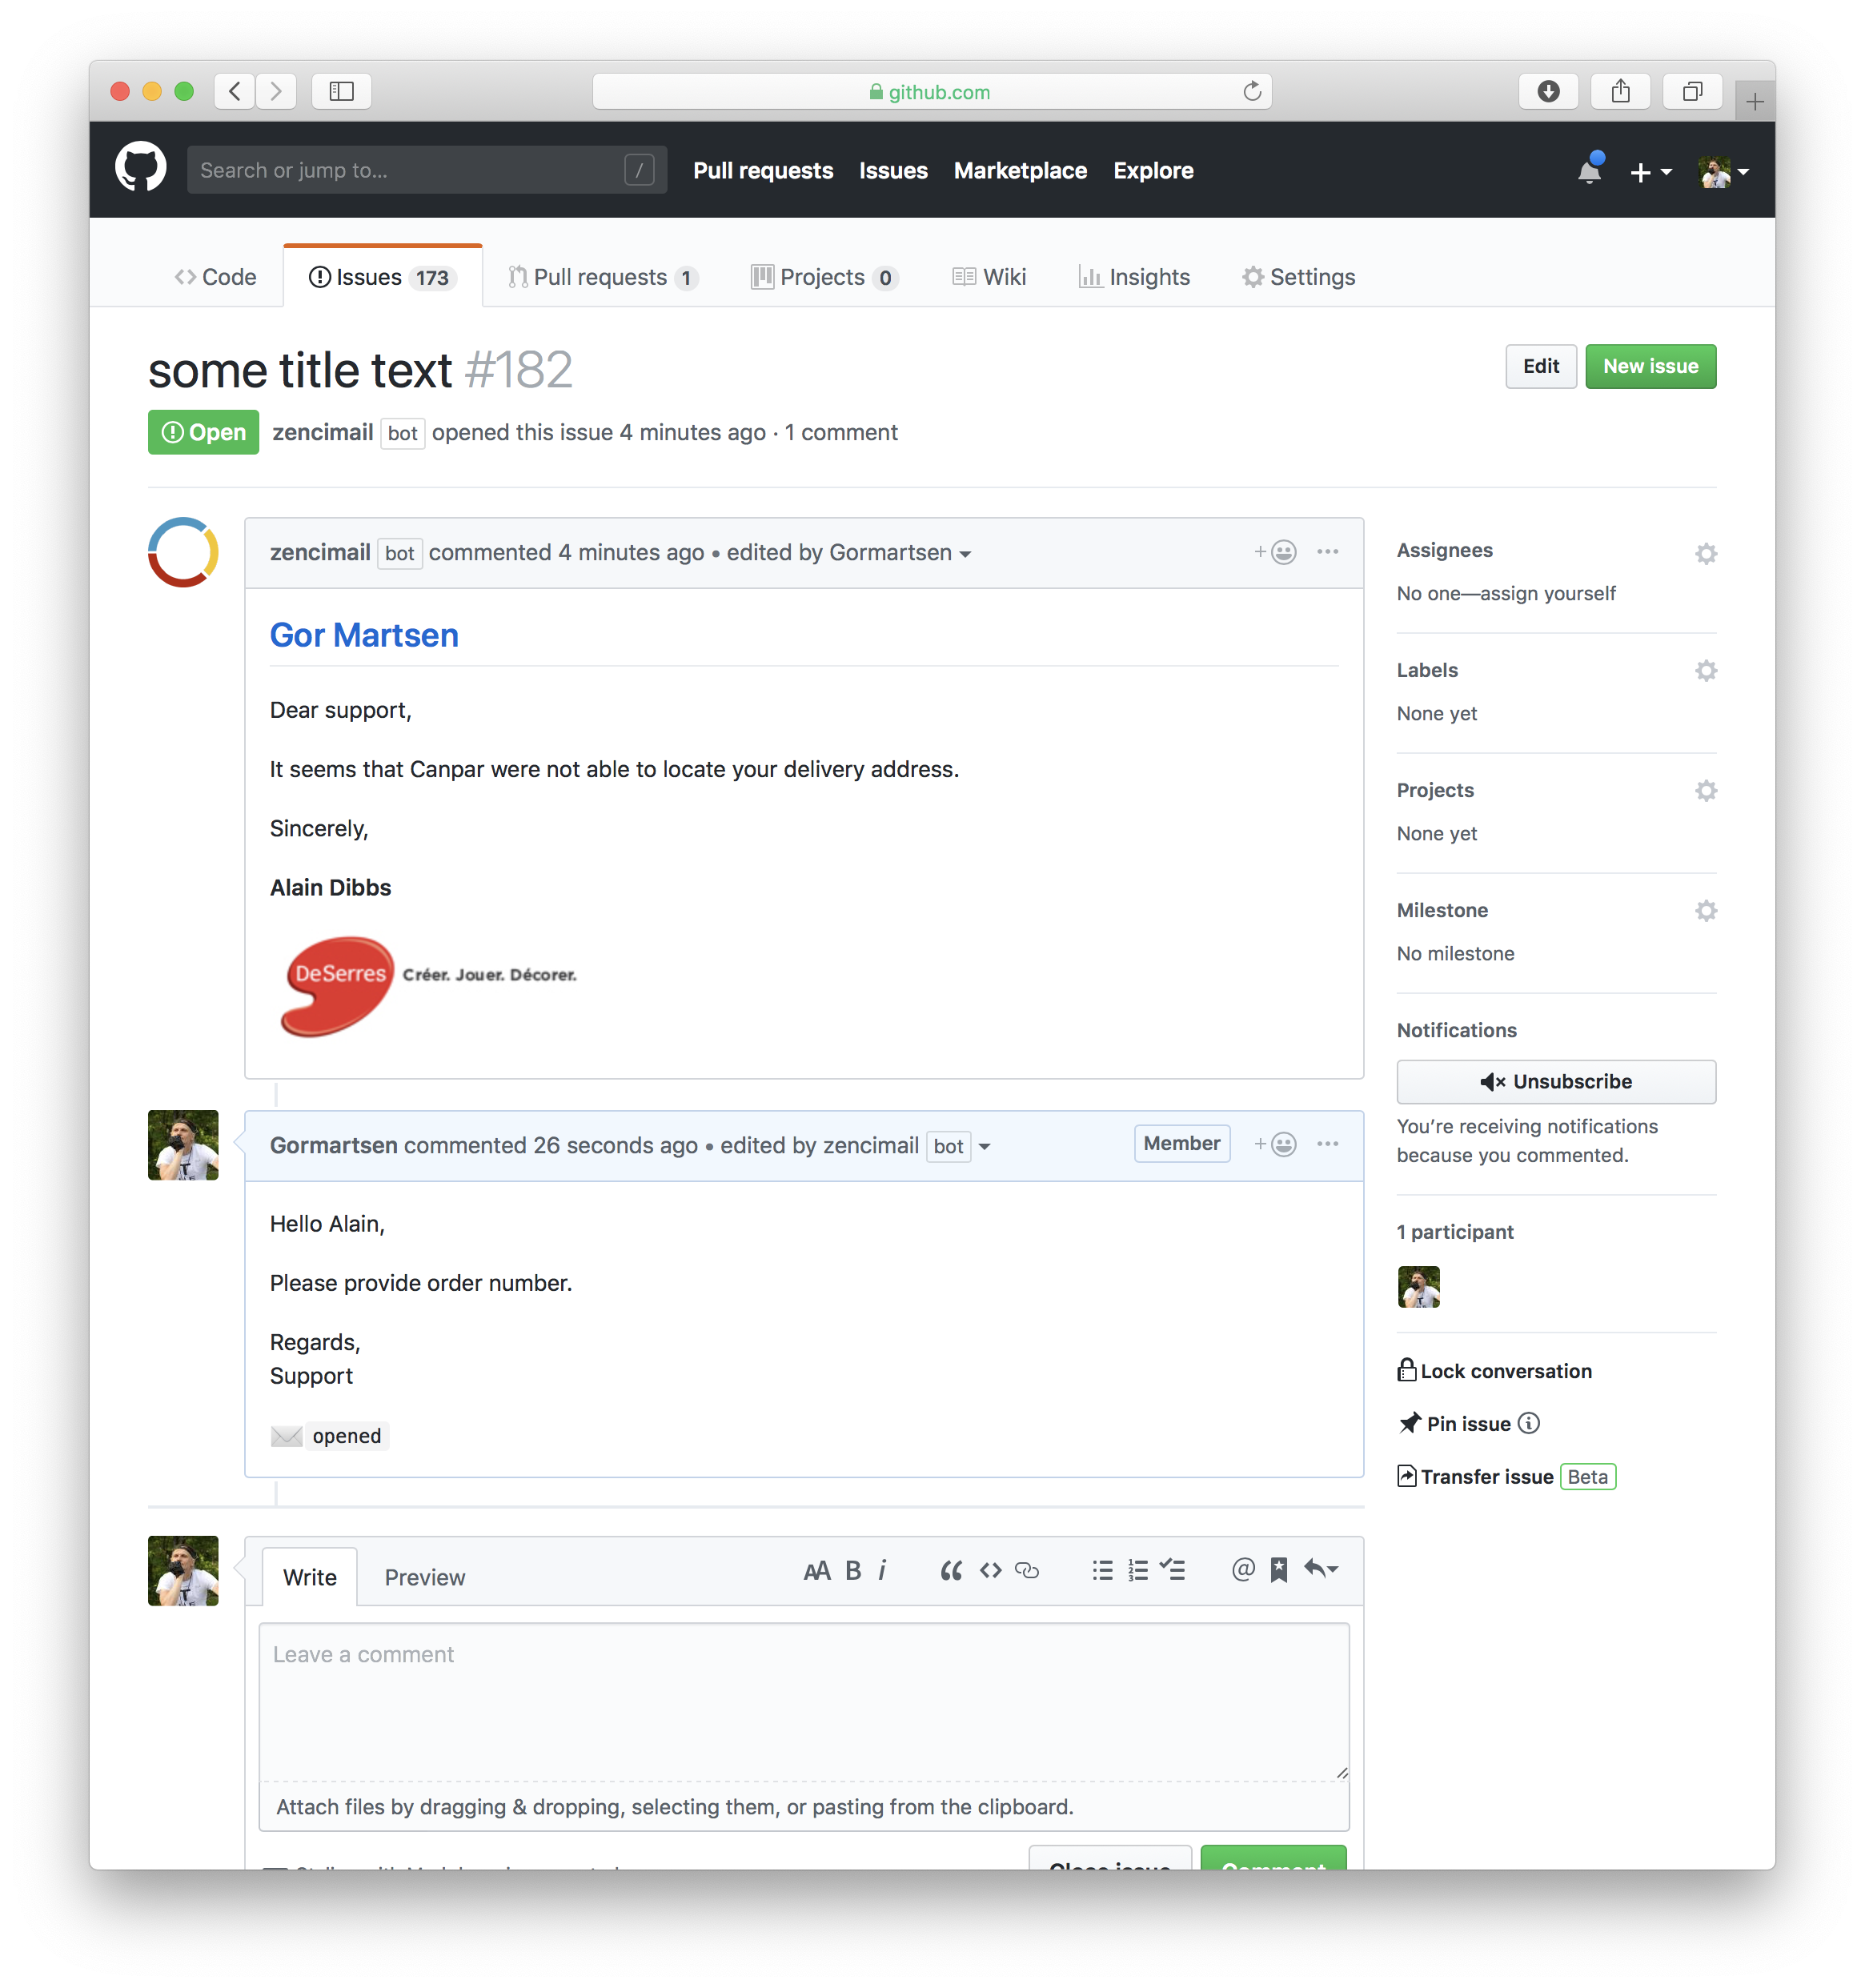 github.com
Search or jump to... /
Pull requests Issues Marketplace Explore
Code Issues 173 Pull requests 1 Projects 0 Wiki Insights Settings
some title text #182
Edit New issue
Open zencimail bot opened this issue 4 minutes ago · 1 comment
zencimail bot commented 4 minutes ago • edited by Gormartsen
Gor Martsen
Dear support,
It seems that Canpar were not able to locate your delivery address.
Sincerely,
Alain Dibbs
DeSerres Créer. Jouer. Décorer.
Gormartsen commented 26 seconds ago • edited by zencimail bot Member
Hello Alain,
Please provide order number.
Regards,
Support
opened
Write Preview
Leave a comment
Attach files by dragging & dropping, selecting them, or pasting from the clipboard.
Close issue Comment
Assignees
No one—assign yourself
Labels
None yet
Projects
None yet
Milestone
No milestone
Notifications
Unsubscribe
You’re receiving notifications
because you commented.
1 participant
Lock conversation
Pin issue
Transfer issue Beta